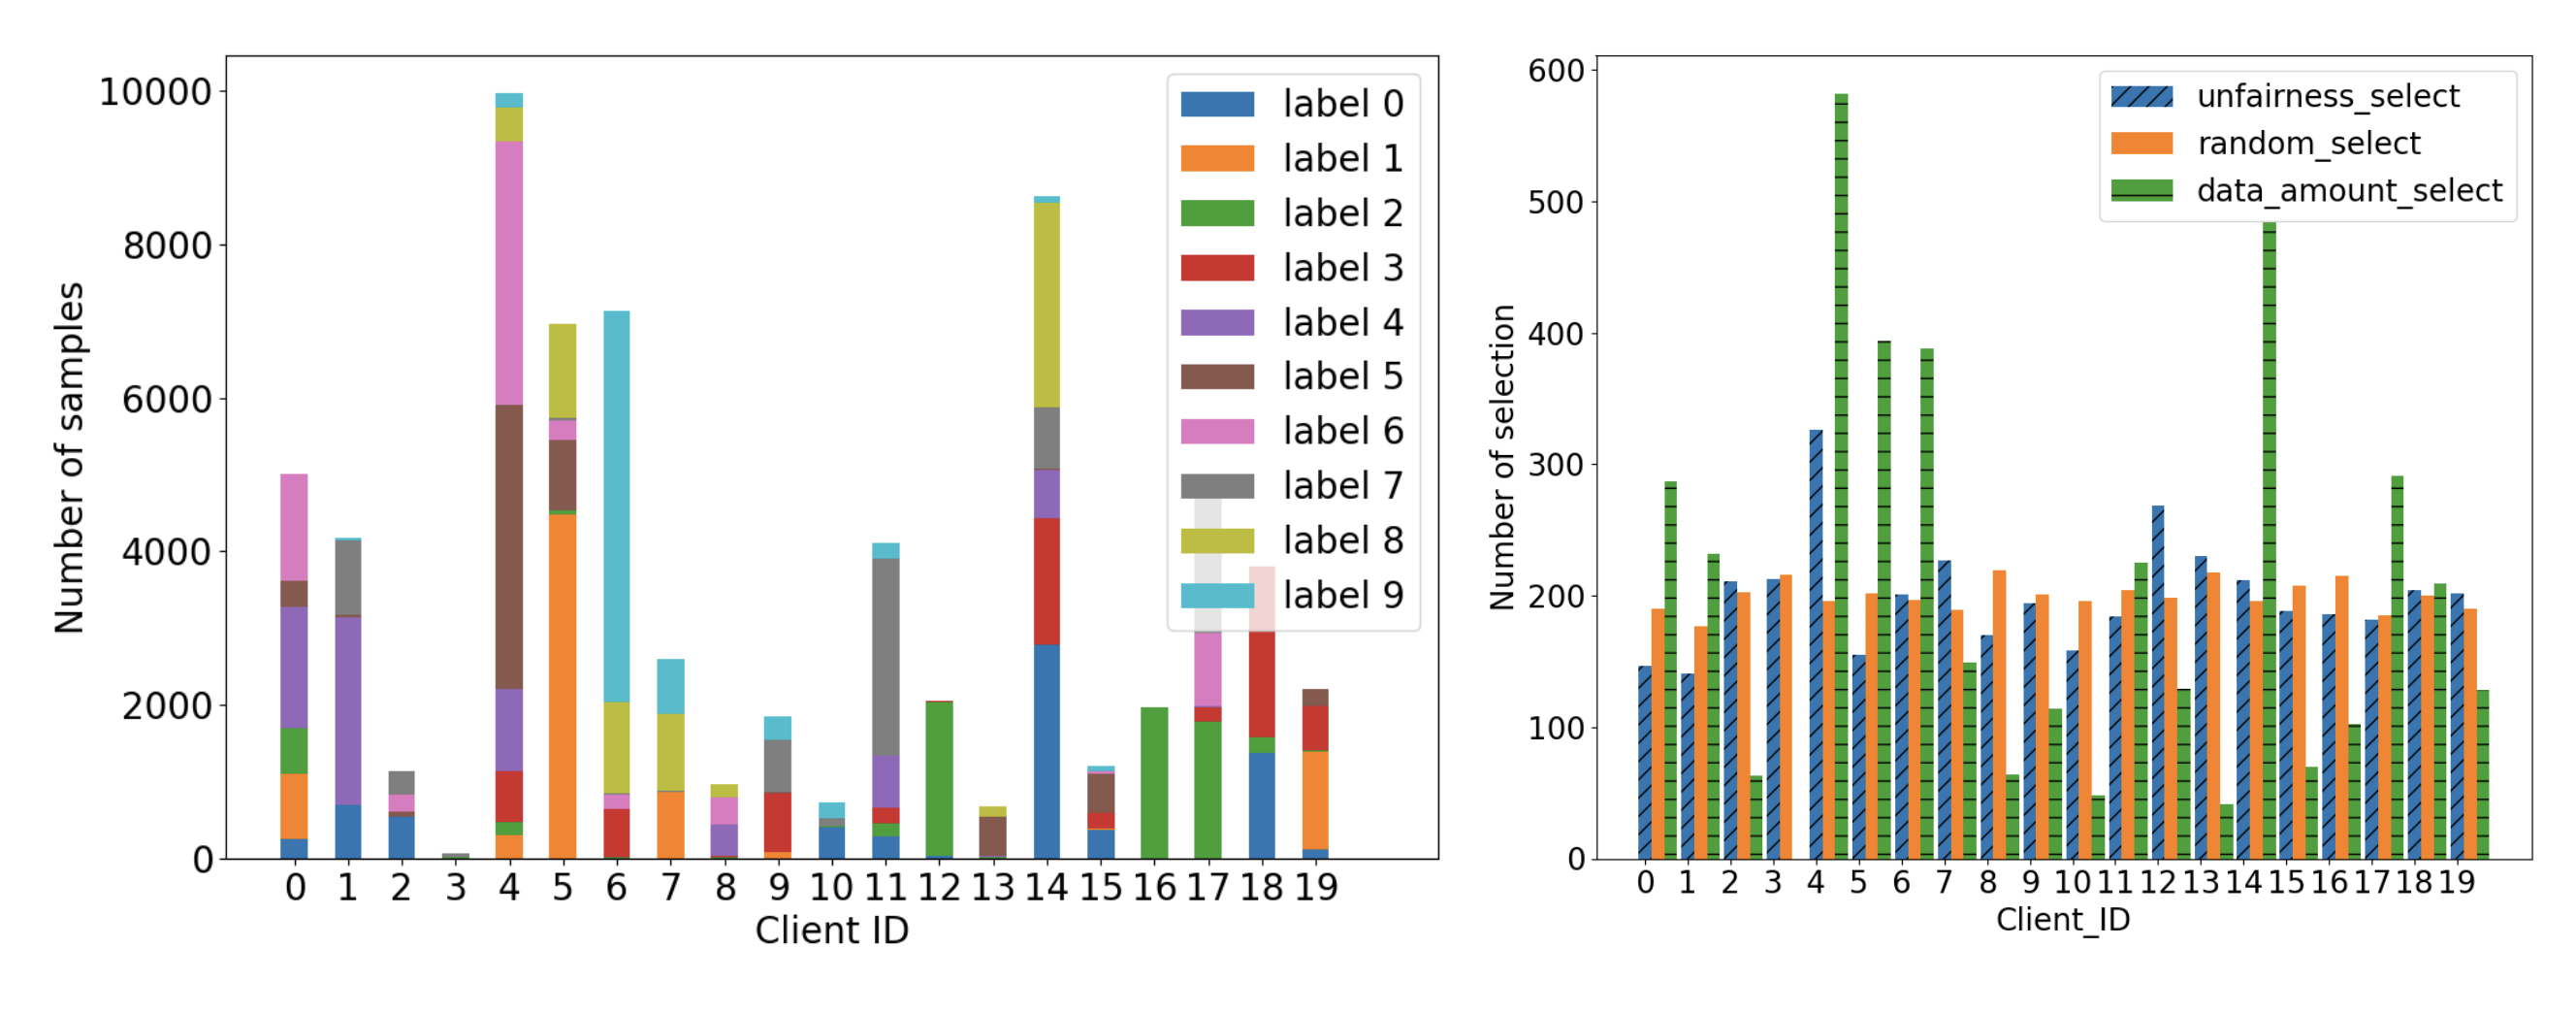 10000
8000
6000
4000
2000
0
Number of samples
label 0
label 1
label 2
label 3
label 4
label 5
label 6
label 7
label 8
label 9
0 1 2 3 4 5 6 7 8 9 10 11 12 13 14 15 16 17 18 19
Client ID
600
500
400
300
200
100
0
Number of selection
unfairness_select
random_select
data_amount_select
0 1 2 3 4 5 6 7 8 9 10 11 12 13 14 15 16 17 18 19
Client_ID